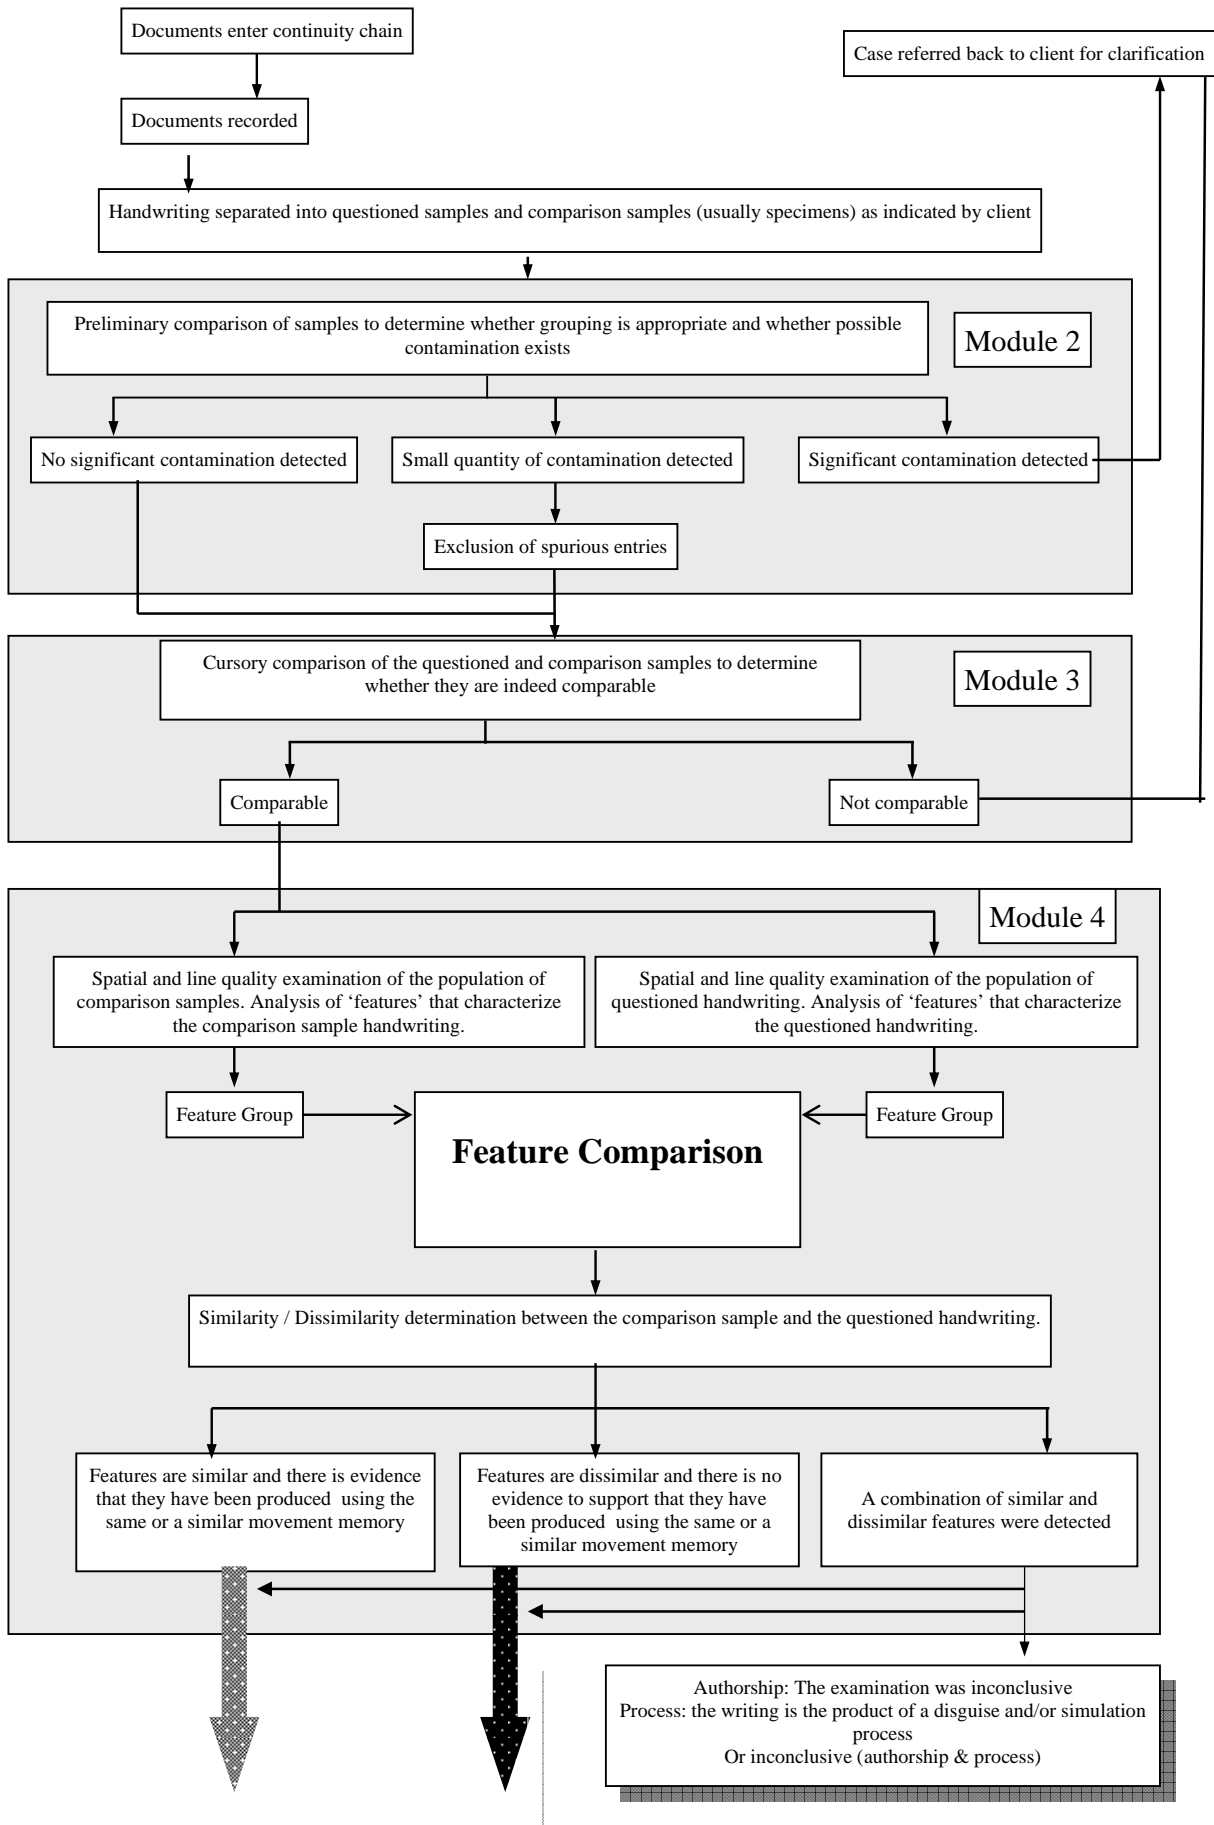 Documents enter continuity chain
Case referred back to client for clarification
Documents recorded
Handwriting separated into questioned samples and comparison samples (usually specimens) as indicated by client
Preliminary comparison of samples to determine whether grouping is appropriate and whether possible
contamination exists
Module 2
No significant contamination detected
Small quantity of contamination detected
Significant contamination detected
Exclusion of spurious entries
Cursory comparison of the questioned and comparison samples to determine
whether they are indeed comparable
Module 3
Comparable
Not comparable
Module 4
Spatial and line quality examination of the population of
comparison samples. Analysis of ‘features’ that characterize
the comparison sample handwriting.
Spatial and line quality examination of the population of
questioned handwriting. Analysis of ‘features’ that characterize
the questioned handwriting.
Feature Group
Feature Comparison
Feature Group
Similarity / Dissimilarity determination between the comparison sample and the questioned handwriting.
Features are similar and there is evidence
that they have been produced using the
same or a similar movement memory
Features are dissimilar and there is no
evidence to support that they have
been produced using the same or a
similar movement memory
A combination of similar and
dissimilar features were detected
Authorship: The examination was inconclusive
Process: the writing is the product of a disguise and/or simulation
process
Or inconclusive (authorship & process)